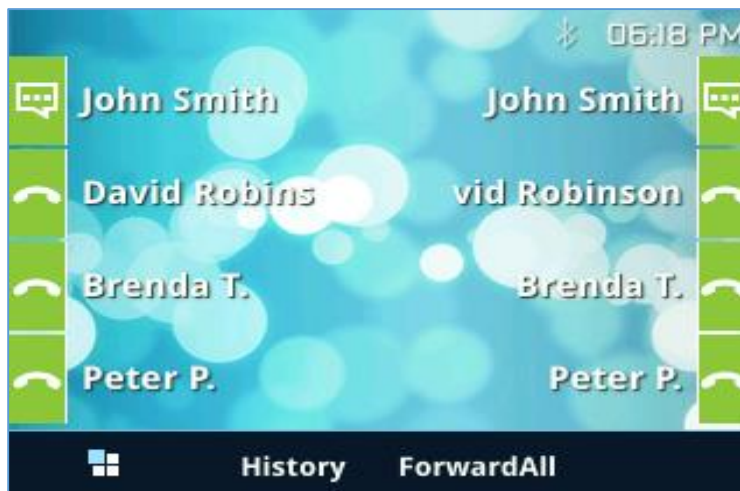 06:18 PM
John Smith John Smith
David Robins vid Robinson
Brenda T. Brenda T.
Peter P. Peter P.
History ForwardAll